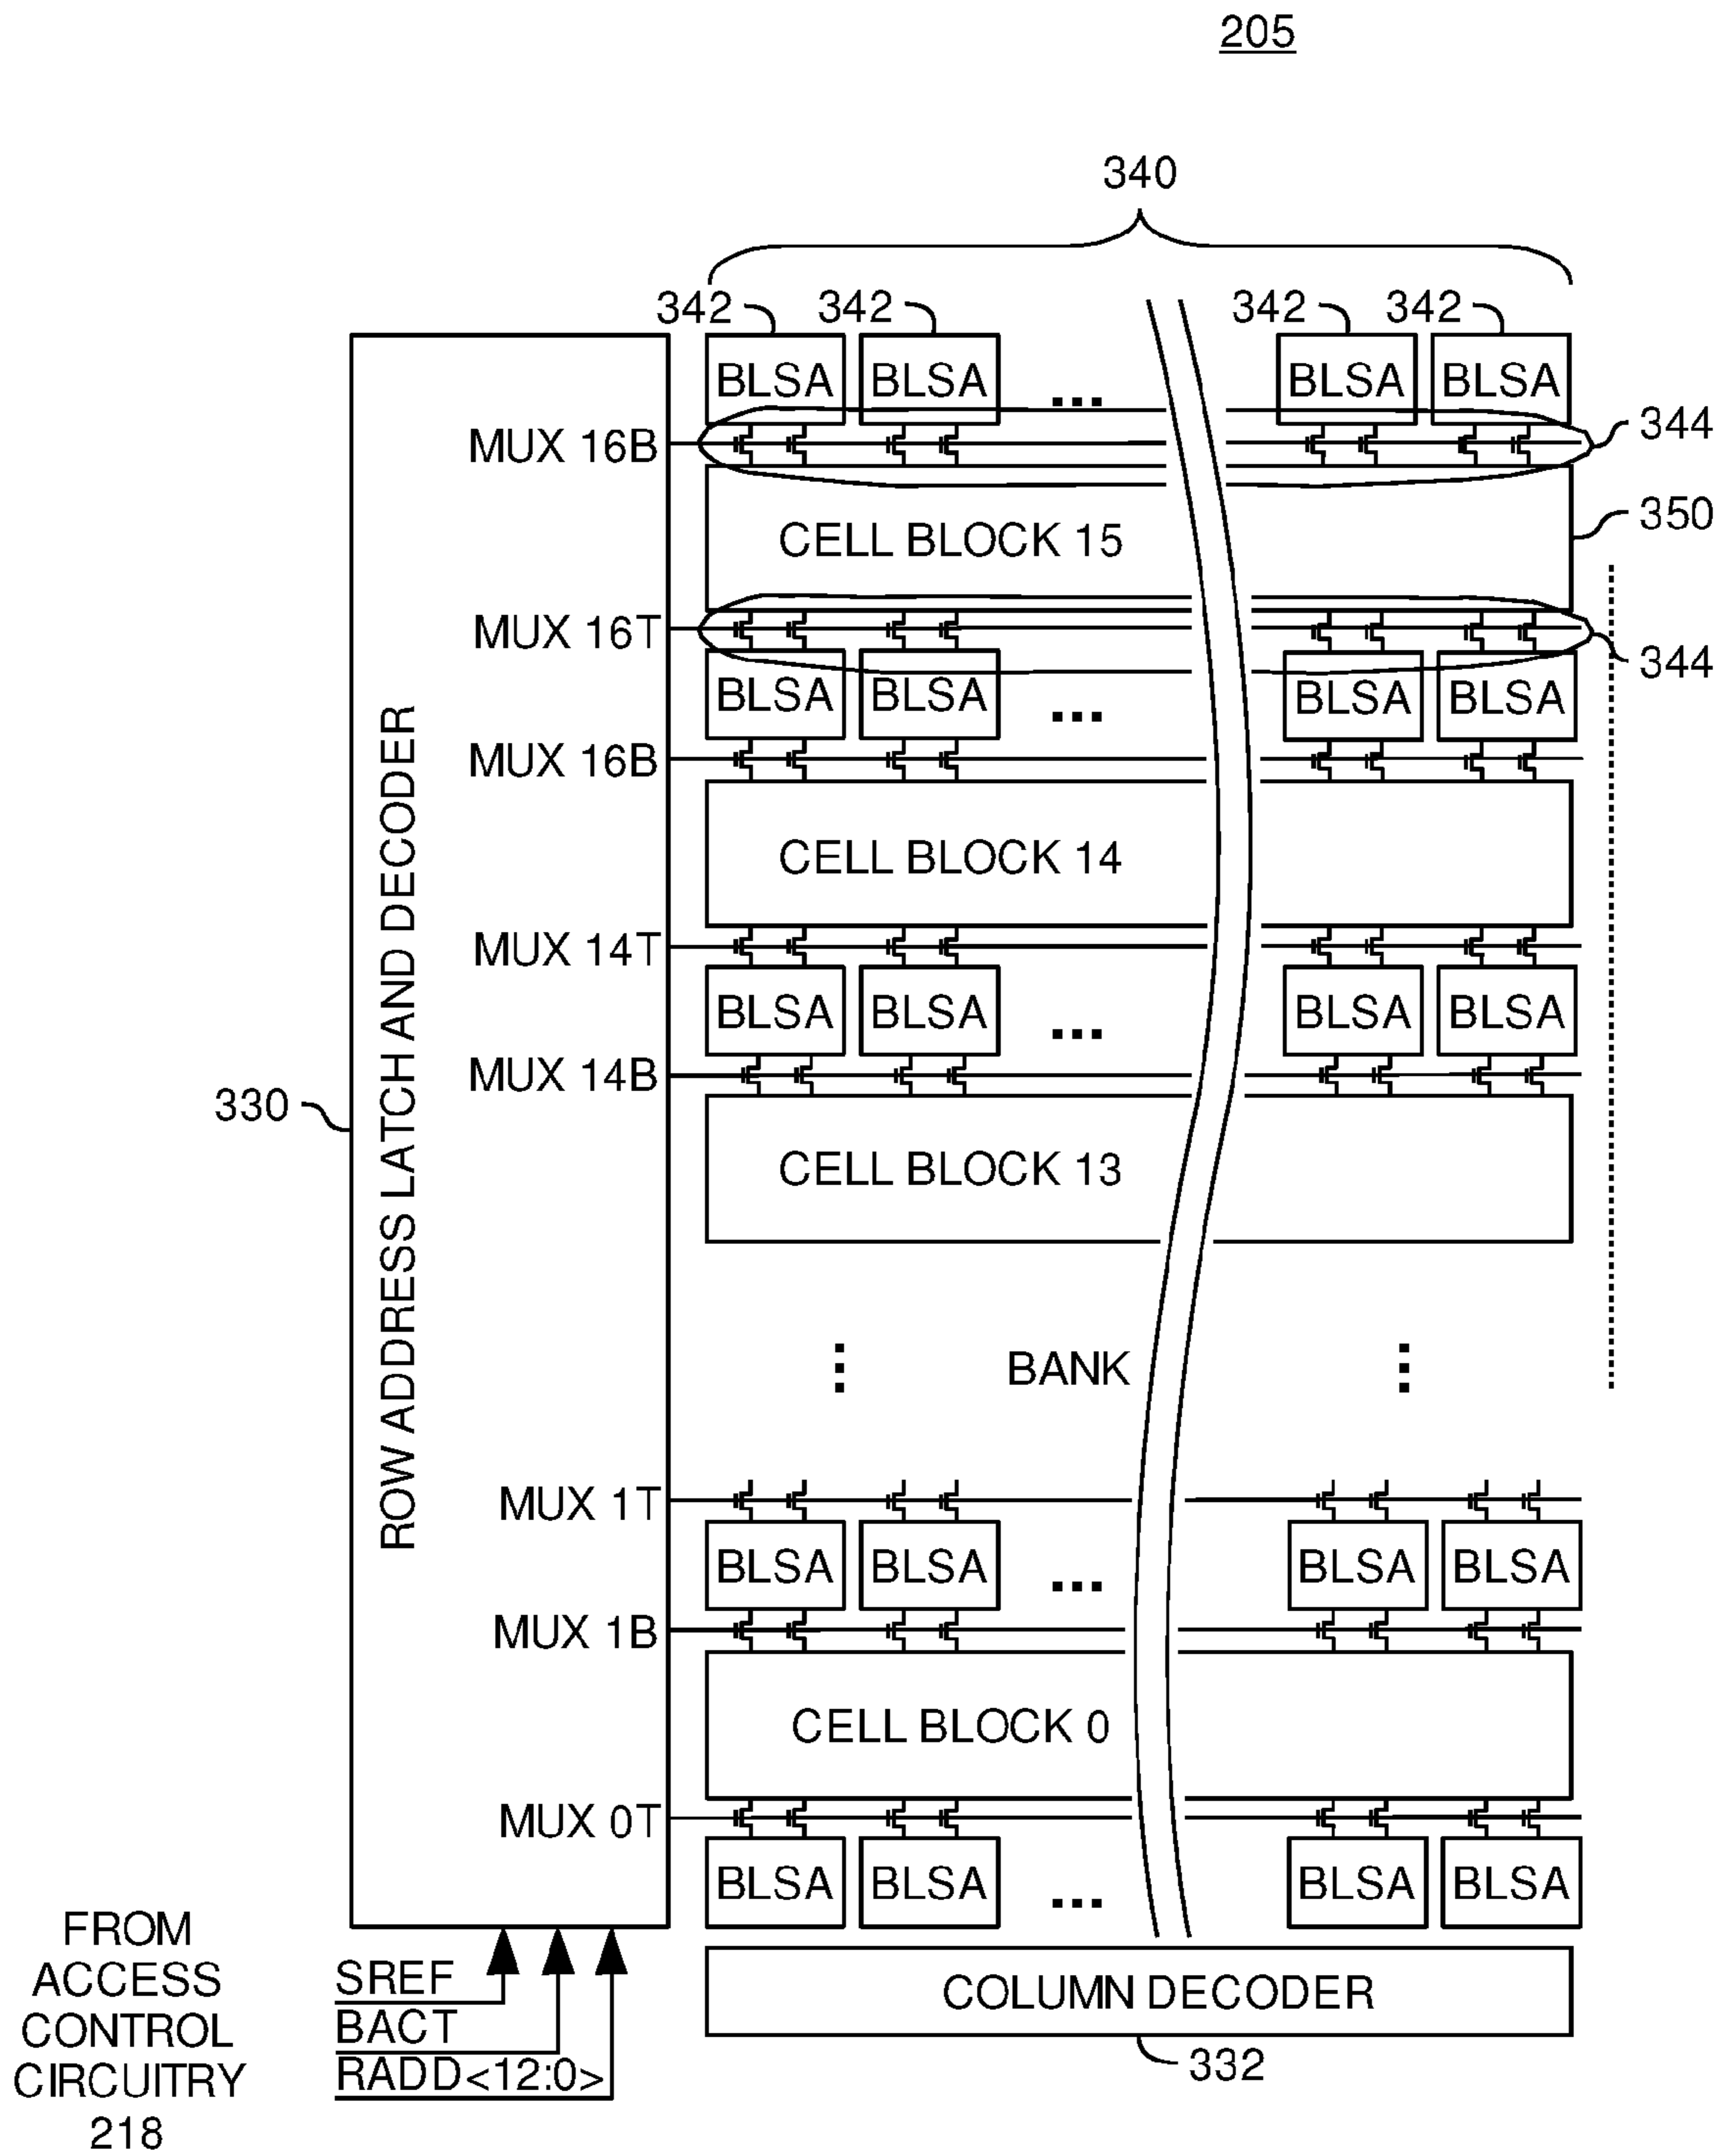 205
340
342 342 342 342
BLSA BLSA ... BLSA BLSA
MUX 16B 344
CELL BLOCK 15 350
MUX 16T 344
BLSA BLSA ... BLSA BLSA
MUX 16B
CELL BLOCK 14
MUX 14T
BLSA BLSA ... BLSA BLSA
MUX 14B
330
CELL BLOCK 13
ROW ADDRESS LATCH AND DECODER
BANK
MUX 1T
BLSA BLSA ... BLSA BLSA
MUX 1B
CELL BLOCK 0
MUX 0T
BLSA BLSA ... BLSA BLSA
FROM
ACCESS
CONTROL
CIRCUITRY
218
SREF
BACT
RADD<12:0>
COLUMN DECODER
332